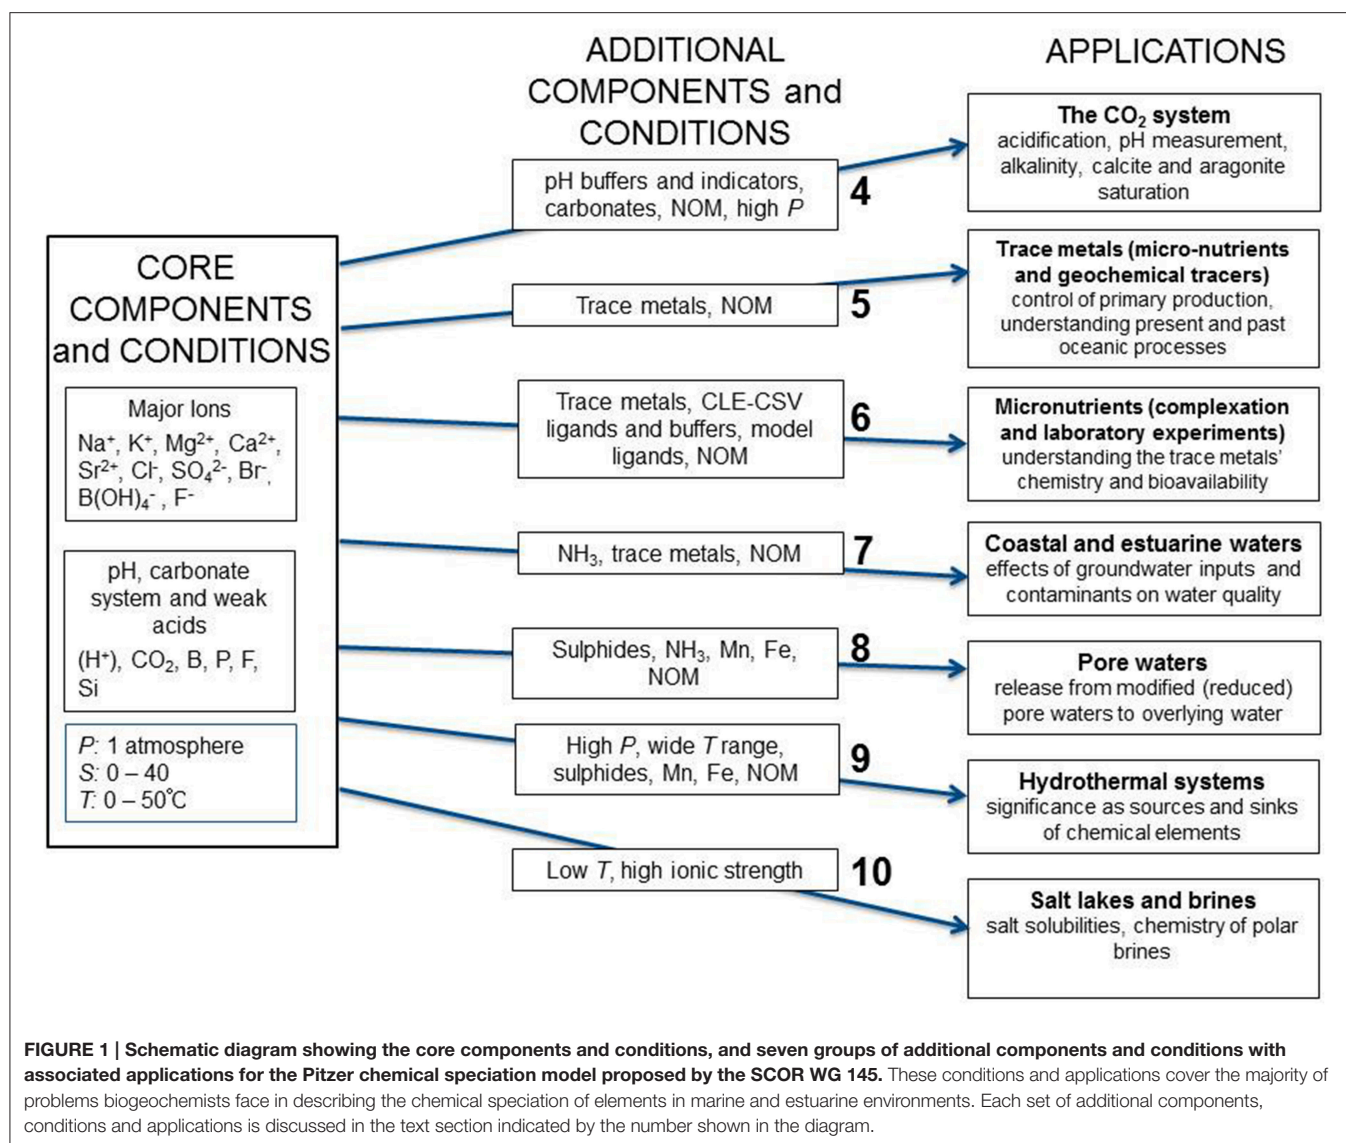 ADDITIONAL
COMPONENTS and
CONDITIONS
APPLICATIONS
CORE
COMPONENTS
and CONDITIONS
Major Ions
Na⁺, K⁺, Mg²⁺, Ca²⁺,
Sr²⁺, Cl⁻, SO₄²⁻, Br⁻,
B(OH)₄⁻ , F⁻
pH, carbonate
system and weak
acids
(H⁺), CO₂, B, P, F,
Si
P: 1 atmosphere
S: 0 – 40
T: 0 – 50˚C
pH buffers and indicators,
carbonates, NOM, high P
4
The CO₂ system
acidification, pH measurement,
alkalinity, calcite and aragonite
saturation
Trace metals, NOM
5
Trace metals (micro-nutrients
and geochemical tracers)
control of primary production,
understanding present and past
oceanic processes
Trace metals, CLE-CSV
ligands and buffers, model
ligands, NOM
6
Micronutrients (complexation
and laboratory experiments)
understanding the trace metals'
chemistry and bioavailability
NH₃, trace metals, NOM
7
Coastal and estuarine waters
effects of groundwater inputs and
contaminants on water quality
Sulphides, NH₃, Mn, Fe,
NOM
8
Pore waters
release from modified (reduced)
pore waters to overlying water
High P, wide T range,
sulphides, Mn, Fe, NOM
9
Hydrothermal systems
significance as sources and sinks
of chemical elements
Low T, high ionic strength
10
Salt lakes and brines
salt solubilities, chemistry of polar
brines
FIGURE 1 | Schematic diagram showing the core components and conditions, and seven groups of additional components and conditions with
associated applications for the Pitzer chemical speciation model proposed by the SCOR WG 145. These conditions and applications cover the majority of
problems biogeochemists face in describing the chemical speciation of elements in marine and estuarine environments. Each set of additional components,
conditions and applications is discussed in the text section indicated by the number shown in the diagram.